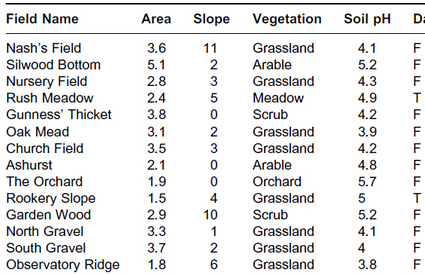 Field Name Area Slope Vegetation Soil pH Da
Nash's Field 3.6 11 Grassland 4.1 F
Silwood Bottom 5.1 2 Arable 5.2 F
Nursery Field 2.8 3 Grassland 4.3 F
Rush Meadow 2.4 5 Meadow 4.9 T
Gunness' Thicket 3.8 0 Scrub 4.2 F
Oak Mead 3.1 2 Grassland 3.9 F
Church Field 3.5 3 Grassland 4.2 F
Ashurst 2.1 0 Arable 4.8 F
The Orchard 1.9 0 Orchard 5.7 F
Rookery Slope 1.5 4 Grassland 5 T
Garden Wood 2.9 10 Scrub 5.2 F
North Gravel 3.3 1 Grassland 4.1 F
South Gravel 3.7 2 Grassland 4 F
Observatory Ridge 1.8 6 Grassland 3.8 F